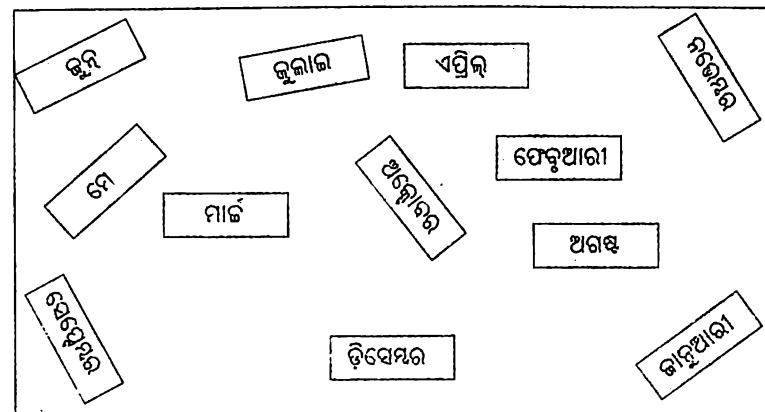 ଜୁନ୍
ଜୁଲାଇ
ଏପ୍ରିଲ୍
ନଭେମ୍ବର
ମେ
ମାର୍ଚ୍ଚ
ଅକ୍ଟୋବର
ଫେବୃଆରୀ
ଅଗଷ୍ଟ
ସେପ୍ଟେମ୍ବର
ଡ଼ିସେମ୍ବର
ଜାନୁଆରୀ